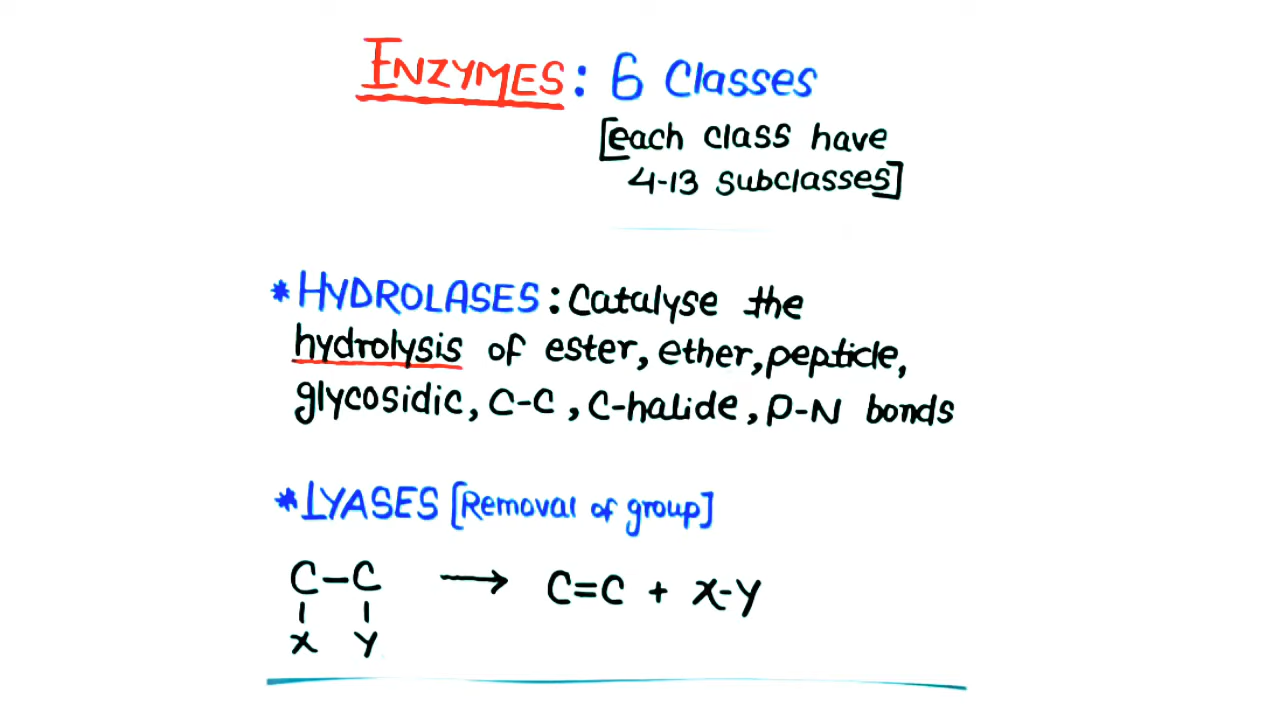 ENZYMES: 6 Classes
[each class have
4-13 subclasses]
*HYDROLASES: Catalyse the
hydrolysis of ester, ether, peptide,
glycosidic, C-C, C-halide, P-N bonds
*LYASES [Removal of group]
C-C → C=C + X-Y
X Y